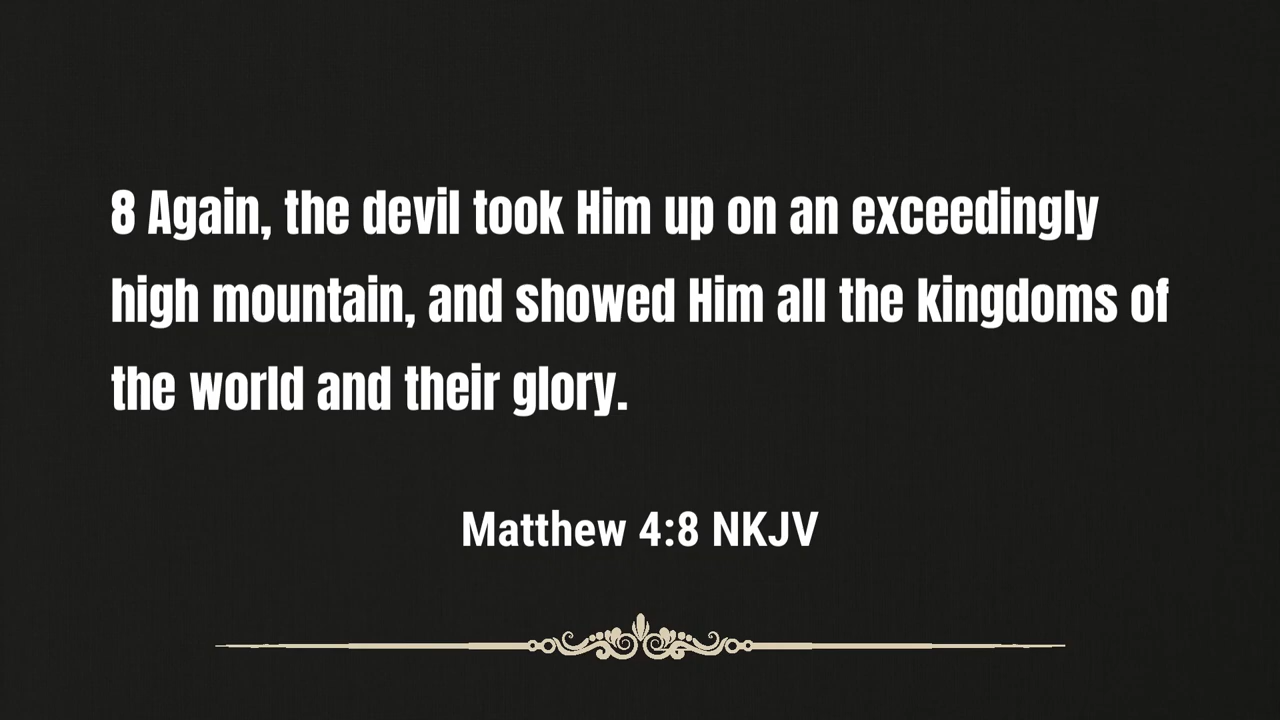 8 Again, the devil took Him up on an exceedingly
high mountain, and showed Him all the kingdoms of
the world and their glory.
Matthew 4:8 NKJV